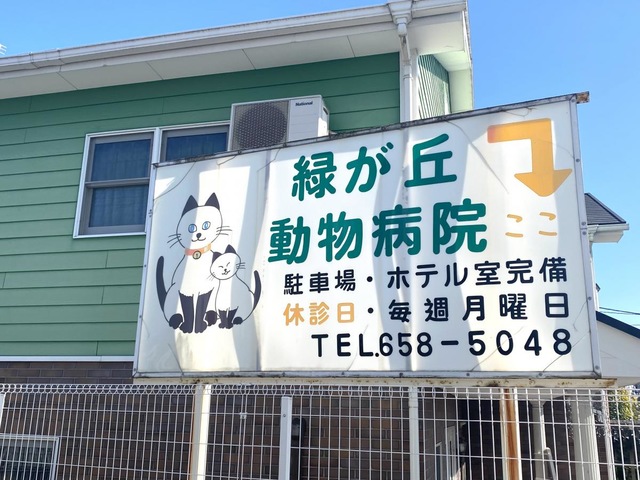 National
緑が丘
動物病院
ここ
駐車場・ホテル室完備
休診日・毎週月曜日
TEL.658-5048